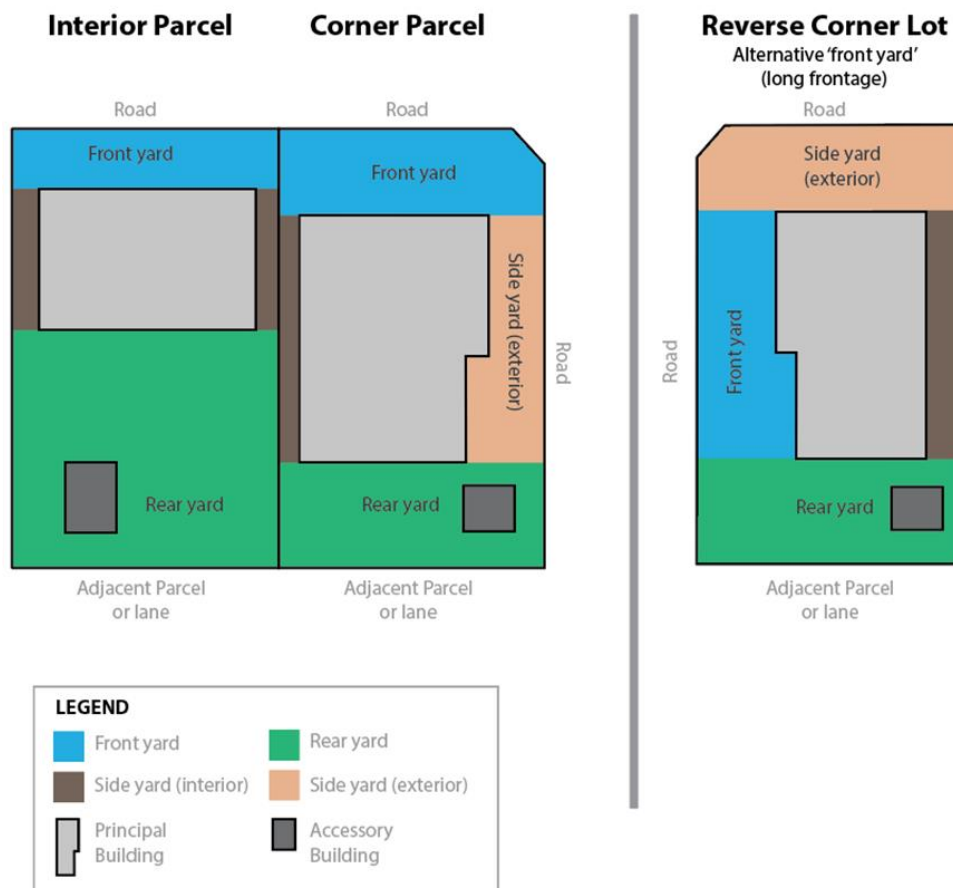 Interior Parcel
Corner Parcel
Reverse Corner Lot
Alternative ‘front yard’
(long frontage)
Road
Road
Road
Front yard
Front yard
Side yard
(exterior)
Side yard (exterior)
Road
Road
Front yard
Rear yard
Rear yard
Rear yard
Adjacent Parcel
or lane
Adjacent Parcel
or lane
Adjacent Parcel
or lane
LEGEND
Front yard
Rear yard
Side yard (interior)
Side yard (exterior)
Principal
Building
Accessory
Building